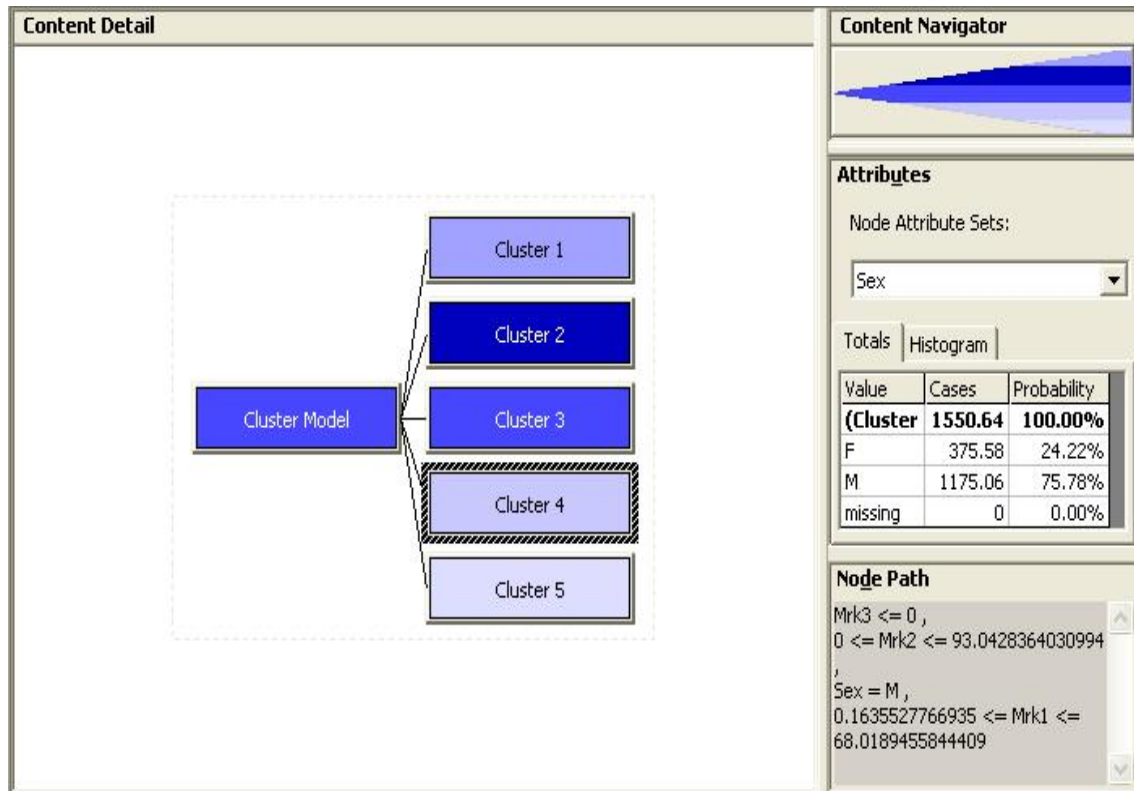 Content Detail
Cluster Model
Cluster 1
Cluster 2
Cluster 3
Cluster 4
Cluster 5
Content Navigator
Attributes
Node Attribute Sets:
Sex
Totals Histogram
Value Cases Probability
(Cluster 1550.64 100.00%
F 375.58 24.22%
M 1175.06 75.78%
missing 0 0.00%
Node Path
Mrk3 <= 0 ,
0 <= Mrk2 <= 93.0428364030994
,
Sex = M ,
0.1635527766935 <= Mrk1 <=
68.0189455844409